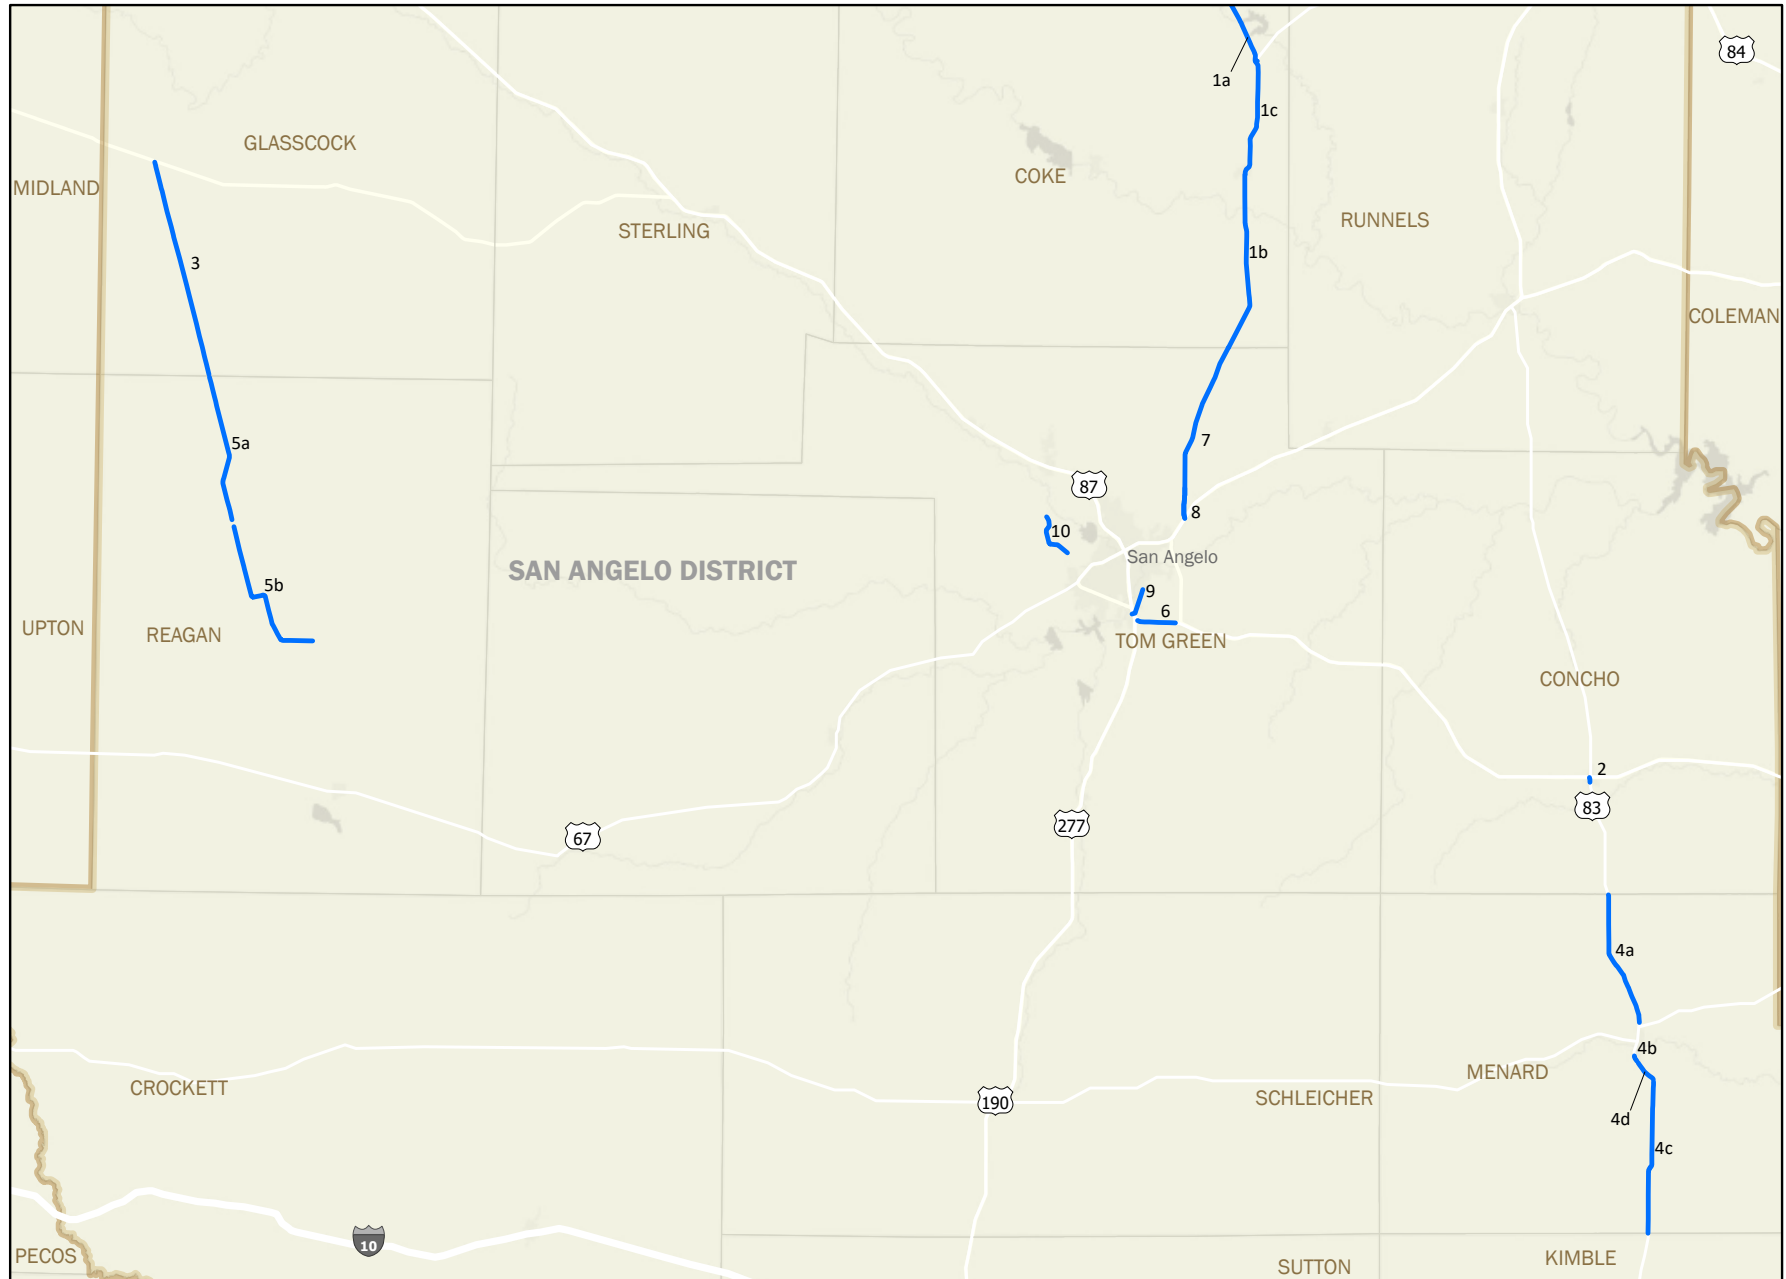 84
1a
1c
GLASSCOCK
COKE
MIDLAND
RUNNELS
STERLING
1b
3
COLEMAN
5a
7
87
8
10
San Angelo
SAN ANGELO DISTRICT
5b
9
6
UPTON
REAGAN
TOM GREEN
CONCHO
2
83
67
277
4a
4b
MENARD
CROCKETT
SCHLEICHER
190
4d
4c
10
PECOS
SUTTON
KIMBLE